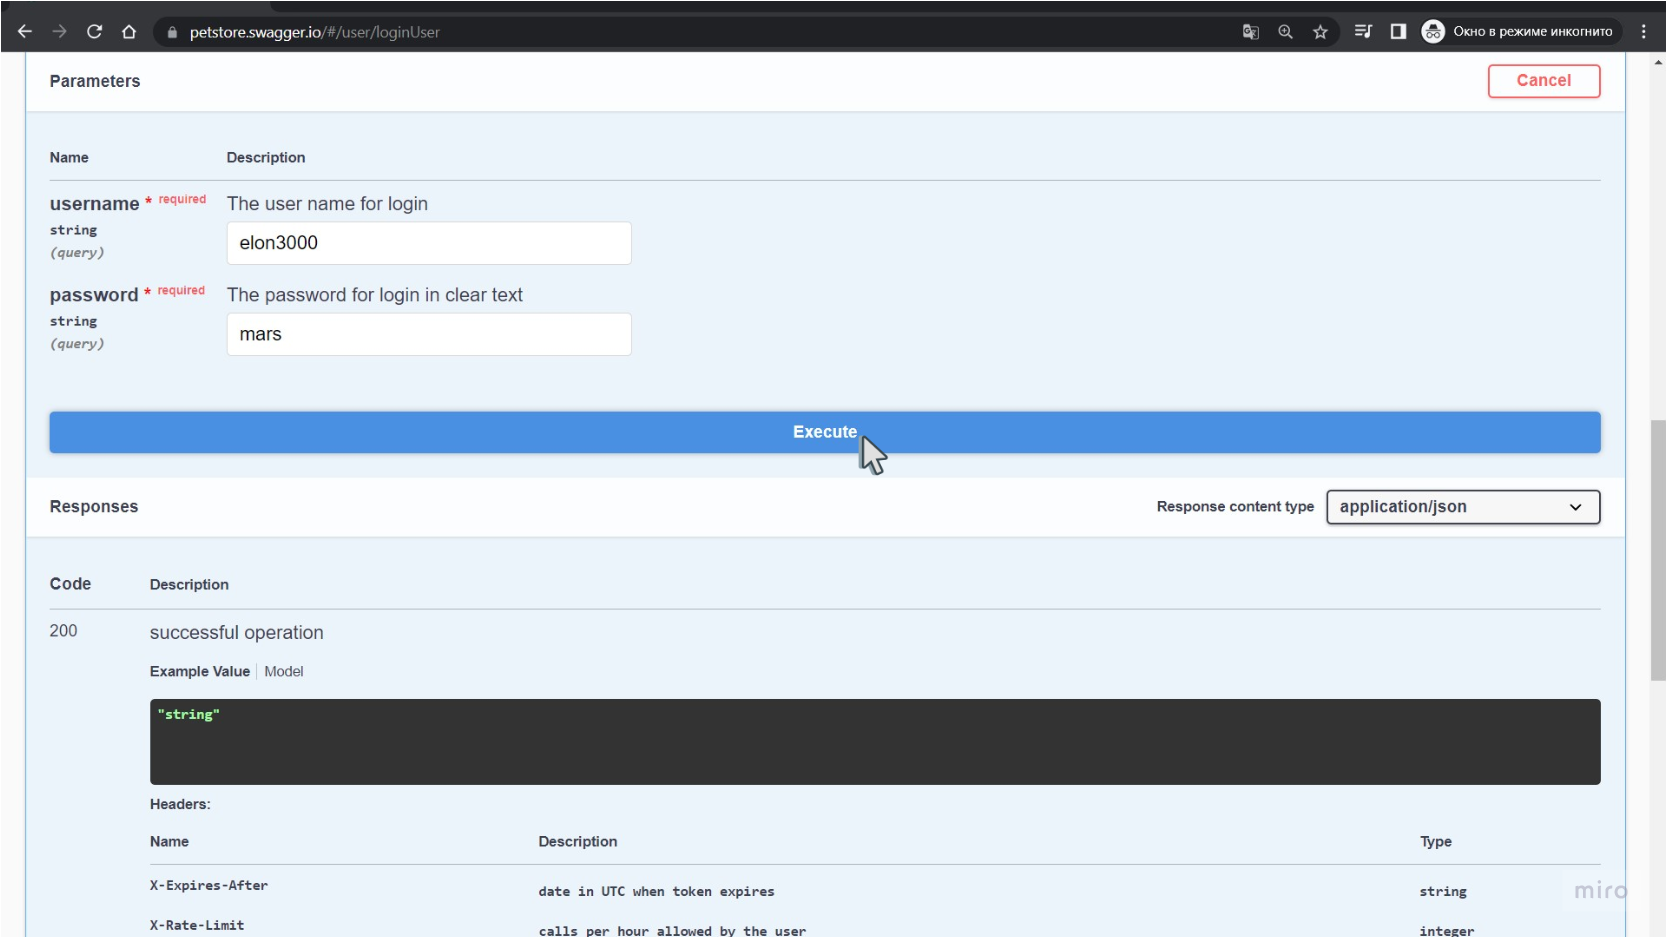 petstore.swagger.io/#/user/loginUser
Окно в режиме инкогнито
Parameters
Cancel
Name Description
username * required The user name for login
string
(query)
elon3000
password * required The password for login in clear text
string
(query)
mars
Execute
Responses Response content type application/json
Code Description
200 successful operation
Example Value Model
"string"
Headers:
Name Description Type
X-Expires-After date in UTC when token expires string
X-Rate-Limit calls per hour allowed by the user integer
miro